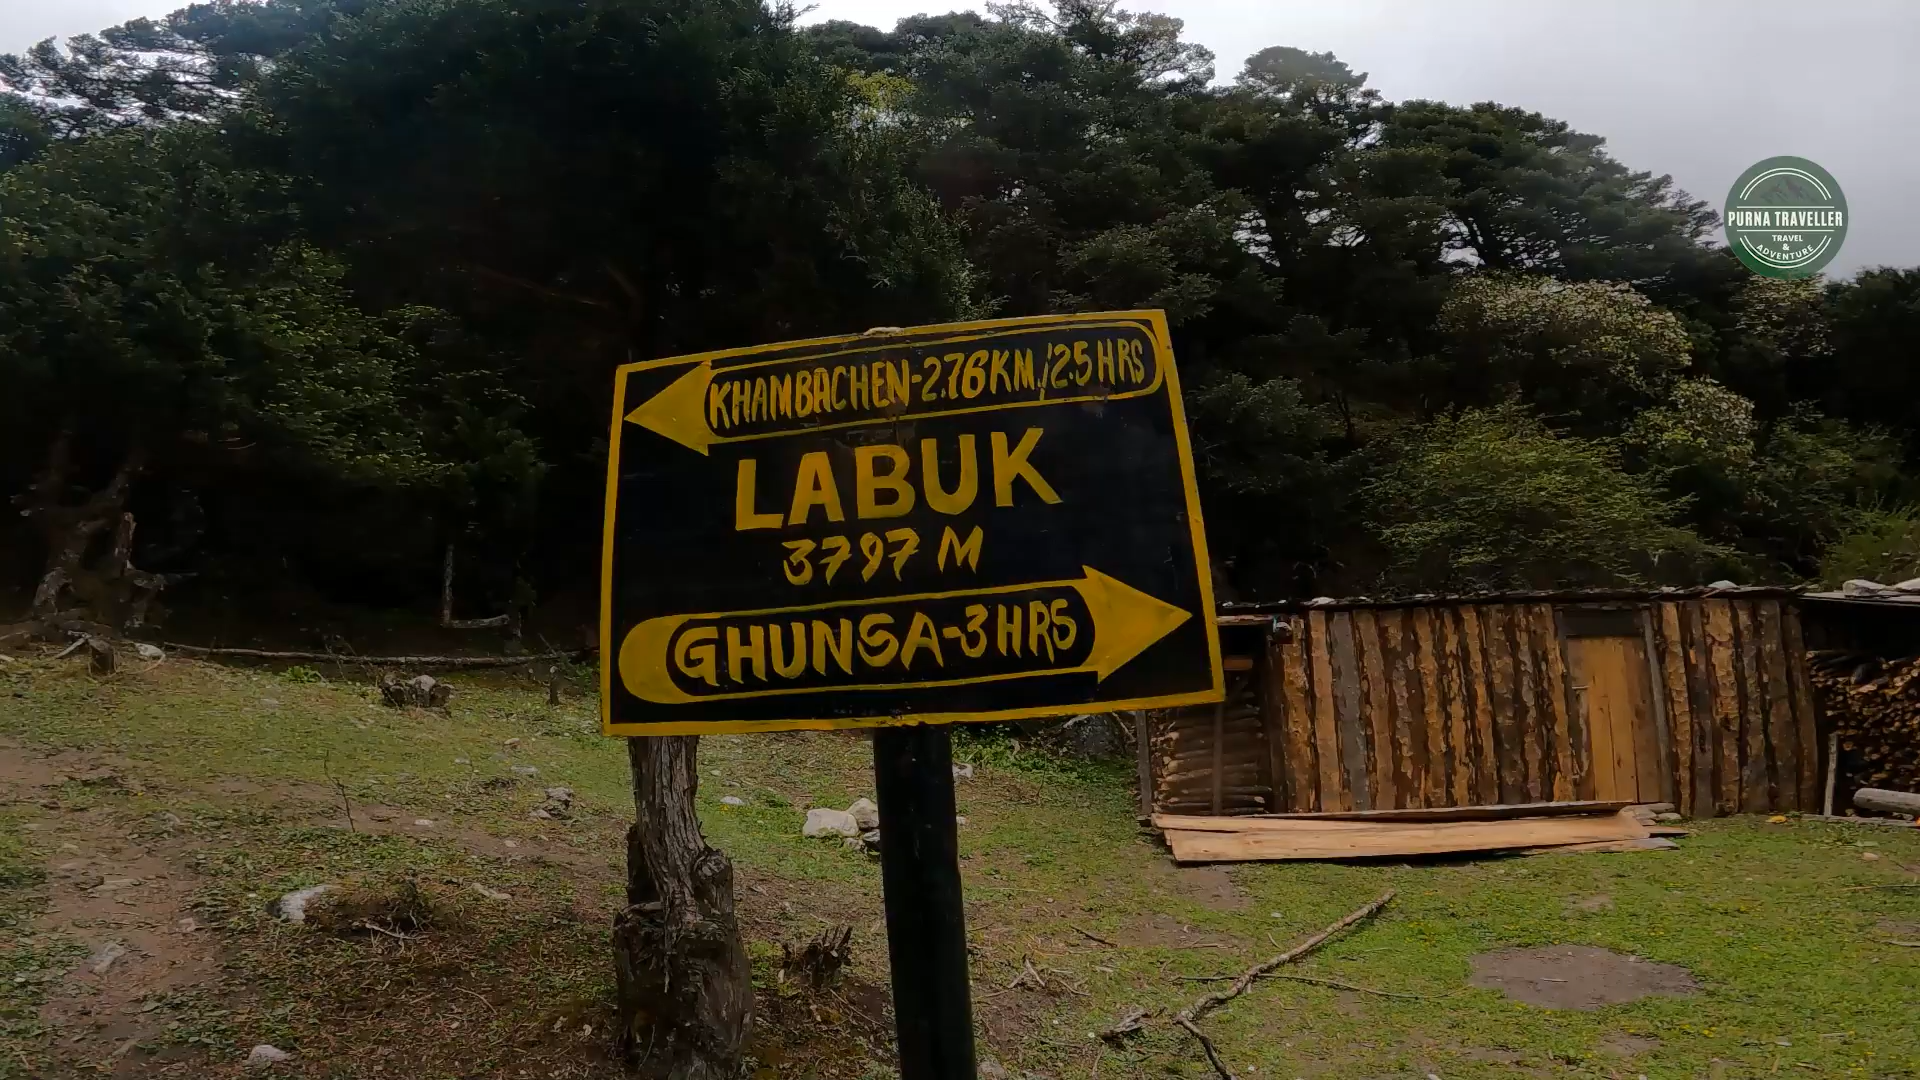 KHAMBACHEN-2.76KM./2.5HRS
LABUK
3797 M
GHUNSA-3HRS
PURNA TRAVELLER
TRAVEL
&
ADVENTURE